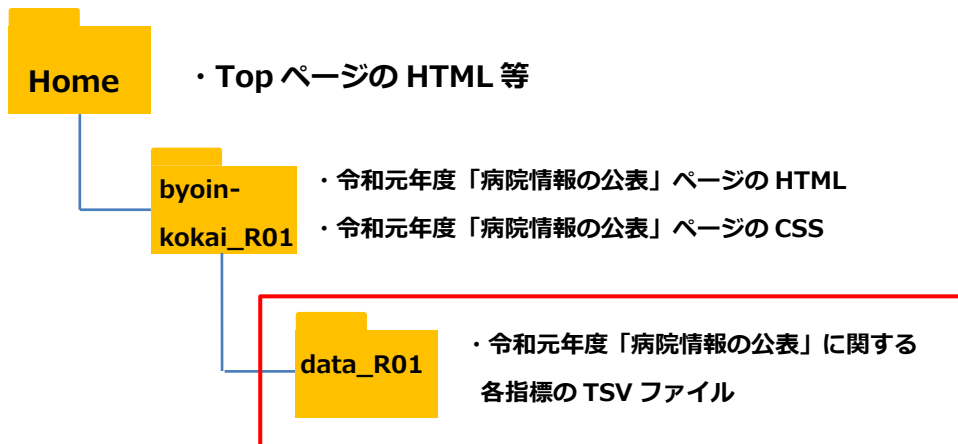 Home
・Top ページの HTML 等
byoin-
kokai_R01
・令和元年度「病院情報の公表」ページの HTML
・令和元年度「病院情報の公表」ページの CSS
data_R01
・令和元年度「病院情報の公表」に関する
各指標の TSV ファイル